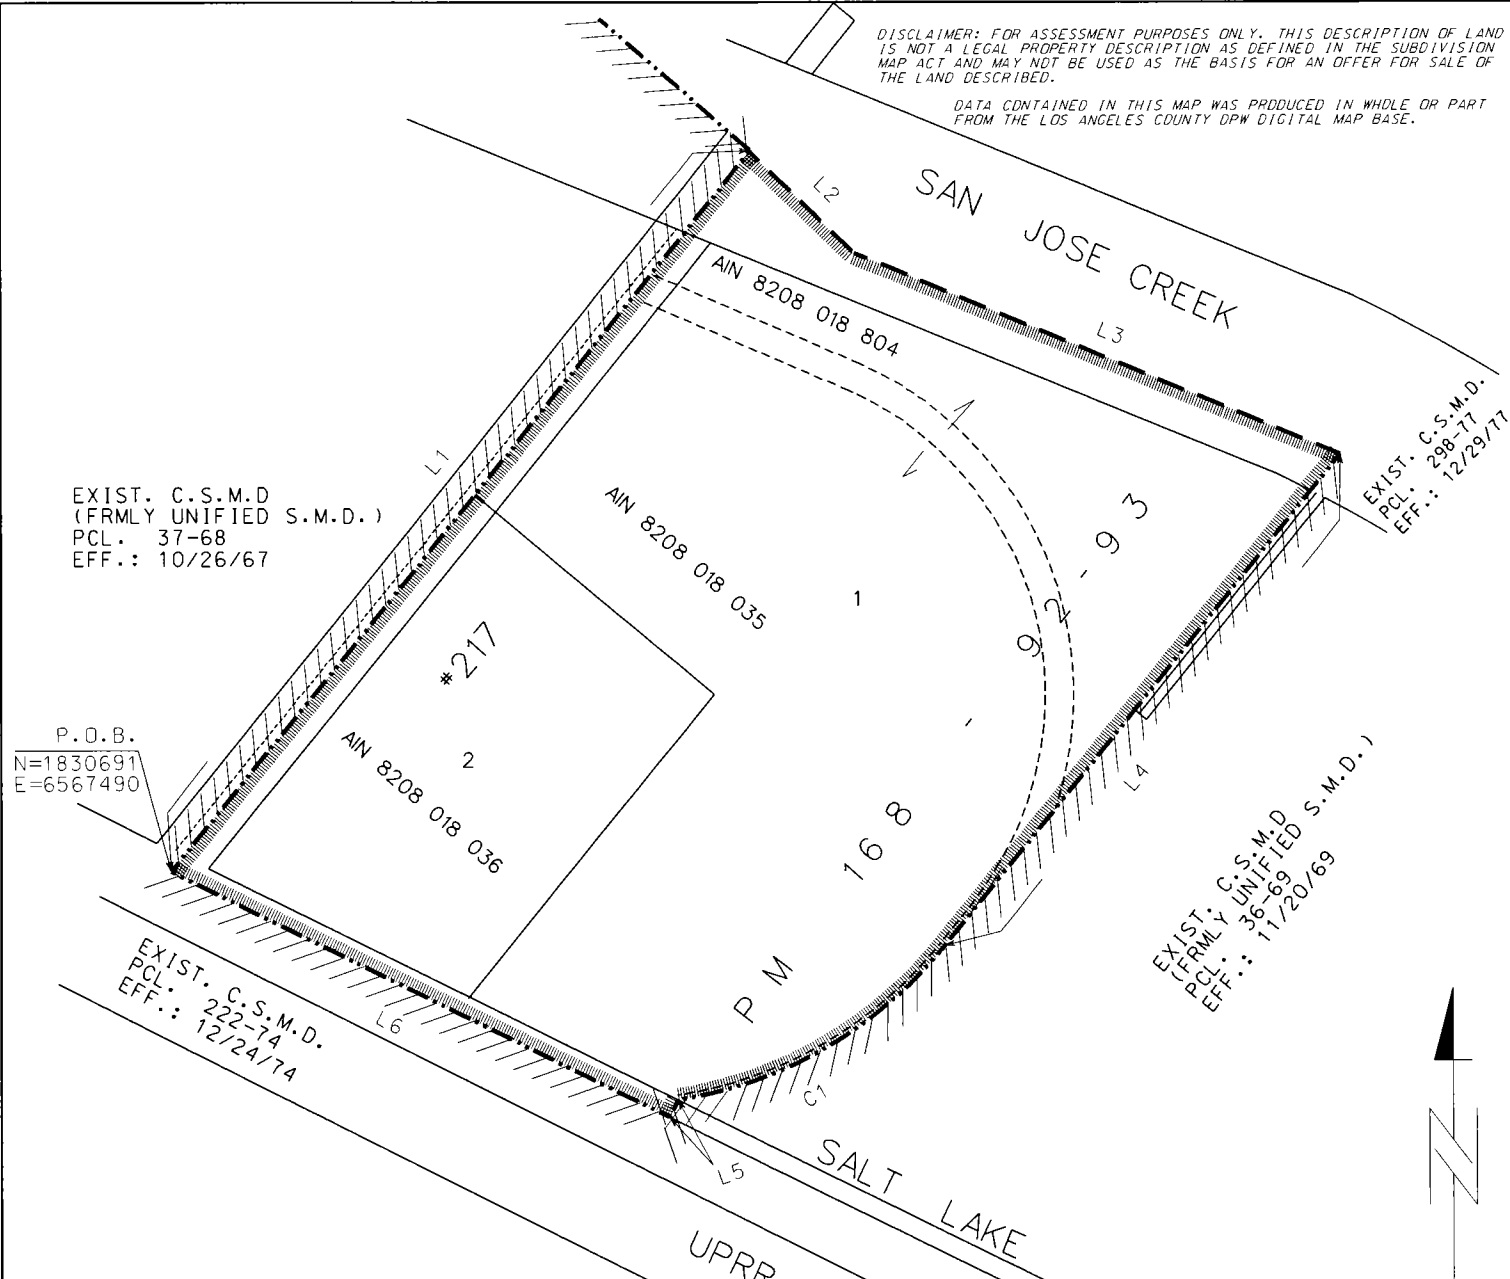 DISCLAIMER: FOR ASSESSMENT PURPOSES ONLY. THIS DESCRIPTION OF LAND
IS NOT A LEGAL PROPERTY DESCRIPTION AS DEFINED IN THE SUBDIVISION
MAP ACT AND MAY NOT BE USED AS THE BASIS FOR AN OFFER FOR SALE OF
THE LAND DESCRIBED.
DATA CONTAINED IN THIS MAP WAS PRODUCED IN WHOLE OR PART
FROM THE LOS ANGELES COUNTY DPW DIGITAL MAP BASE.
SAN JOSE CREEK
L2
AIN 8208 018 804
L3
EXIST. C.S.M.D.
PCL. 298-77
EFF.: 12/29/77
L1
EXIST. C.S.M.D
(FRMLY UNIFIED S.M.D.)
PCL. 37-68
EFF.: 10/26/67
AIN 8208 018 035
1
#217
2
AIN 8208 018 036
P.O.B.
N=1830691
E=6567490
PM 168 - 92 - 93
L4
EXIST. C.S.M.D
(FRMLY UNIFIED S.M.D.)
PCL. 36-69
EFF.: 11/20/69
EXIST. C.S.M.D.
PCL. 222-74
EFF.: 12/24/74
L6
C1
L5
SALT LAKE
UPRR
N